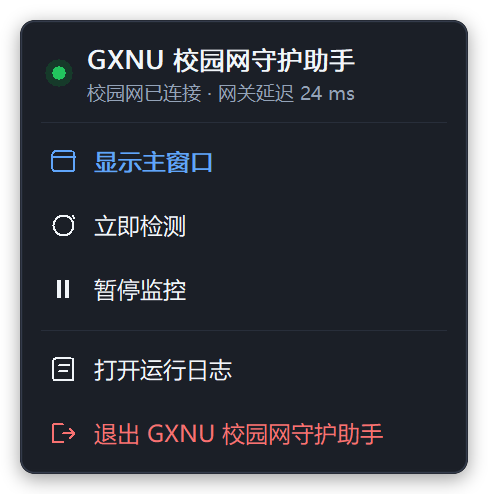 GXNU 校园网守护助手
校园网已连接 · 网关延迟 24 ms
显示主窗口
立即检测
暂停监控
打开运行日志
退出 GXNU 校园网守护助手